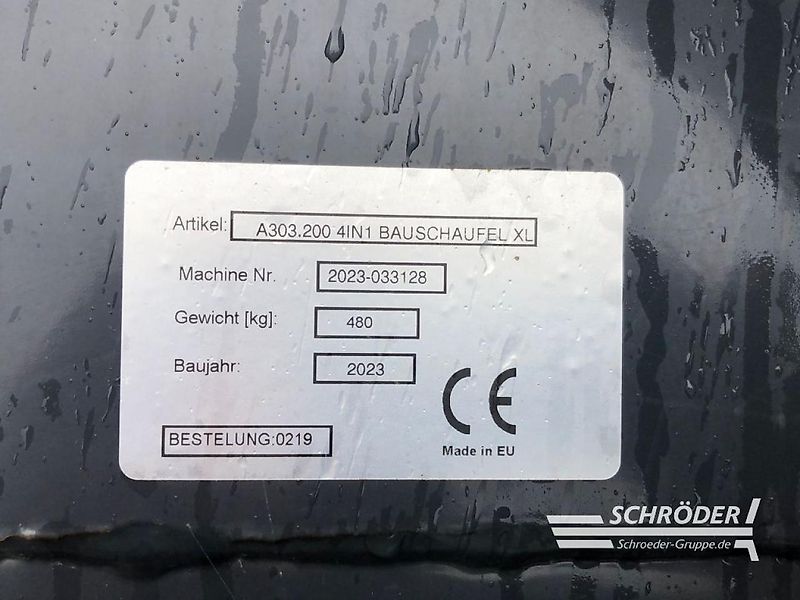 Artikel: A303.200 4IN1 BAUSCHAUFEL XL
Machine Nr. 2023-033128
Gewicht [kg]: 480
Baujahr: 2023
BESTELUNG:0219
CE
Made in EU
SCHRÖDER
Schroeder-Gruppe.de